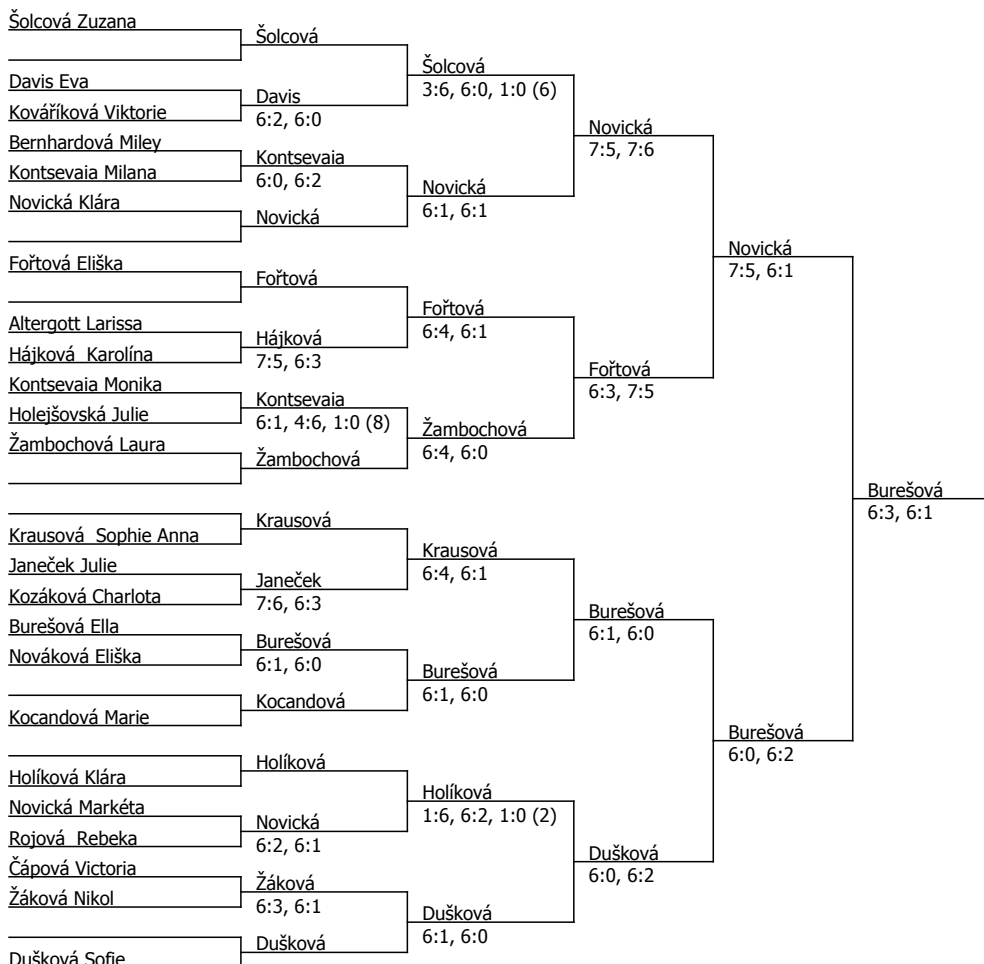 Šolcová Zuzana
Davis Eva
Kováříková Viktorie
Bernhardová Miley
Kontsevaia Milana
Novická Klára
Fořtová Eliška
Altergott Larissa
Hájková  Karolína
Kontsevaia Monika
Holejšovská Julie
Žambochová Laura
Krausová  Sophie Anna
Janeček Julie
Kozáková Charlota
Burešová Ella
Nováková Eliška
Kocandová Marie
Holíková Klára
Novická Markéta
Rojová  Rebeka
Čápová Victoria
Žáková Nikol
Dušková Sofie
Šolcová
Davis
6:2, 6:0
Kontsevaia
6:0, 6:2
Novická
Fořtová
Hájková
7:5, 6:3
Kontsevaia
6:1, 4:6, 1:0 (8)
Žambochová
Krausová
Janeček
7:6, 6:3
Burešová
6:1, 6:0
Kocandová
Holíková
Novická
6:2, 6:1
Žáková
6:3, 6:1
Dušková
Šolcová
3:6, 6:0, 1:0 (6)
Novická
6:1, 6:1
Fořtová
6:4, 6:1
Žambochová
6:4, 6:0
Krausová
6:4, 6:1
Burešová
6:1, 6:0
Holíková
1:6, 6:2, 1:0 (2)
Dušková
6:1, 6:0
Novická
7:5, 7:6
Fořtová
6:3, 7:5
Burešová
6:1, 6:0
Dušková
6:0, 6:2
Novická
7:5, 6:1
Burešová
6:0, 6:2
Burešová
6:3, 6:1